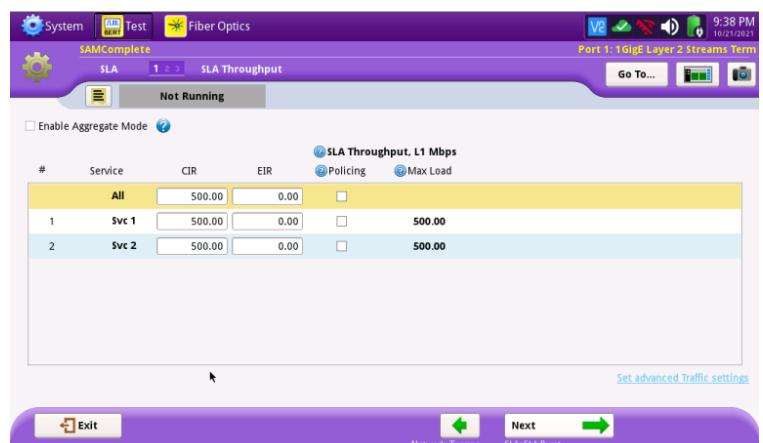 System Test Fiber Optics 9:38 PM
10/21/2021
SAMComplete Port 1: 1GigE Layer 2 Streams Term
SLA 1 2 3 SLA Throughput Go To...
Not Running
Enable Aggregate Mode
SLA Throughput, L1 Mbps
# Service CIR EIR Policing Max Load
All 500.00 0.00
1 Svc 1 500.00 0.00 500.00
2 Svc 2 500.00 0.00 500.00
Set advanced Traffic settings
Exit Next